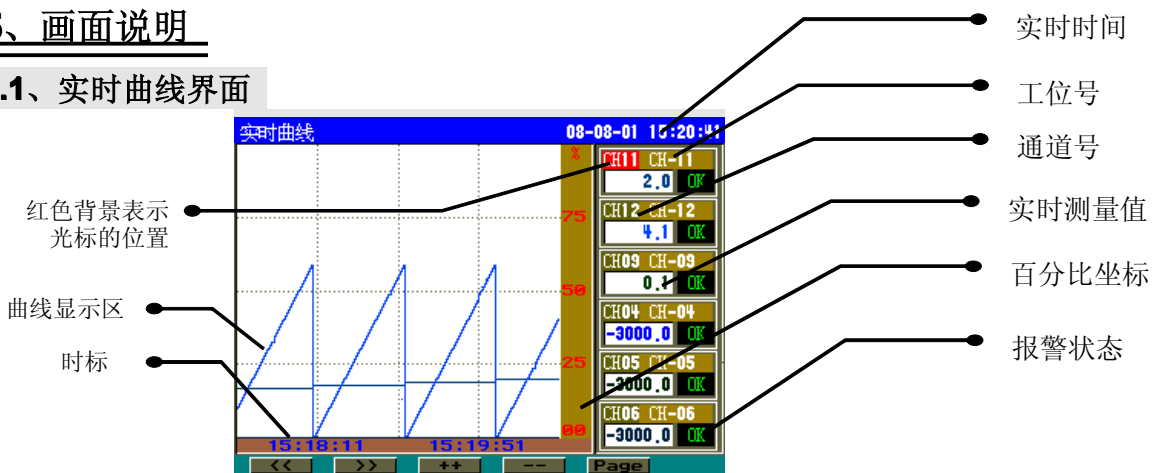 、画面说明
.1、实时曲线界面
实时时间
工位号
通道号
实时测量值
百分比坐标
报警状态
红色背景表示
光标的位置
曲线显示区
时标
实时曲线 08-08-01 15:20:41
%
75
50
25
00
CH11 CH-11
2.0 OK
CH12 CH-12
4.1 OK
CH09 CH-09
0.1 OK
CH04 CH-04
-3000.0 OK
CH05 CH-05
-3000.0 OK
CH06 CH-06
-3000.0 OK
15:18:11 15:19:51
<< >> ++ -- Page